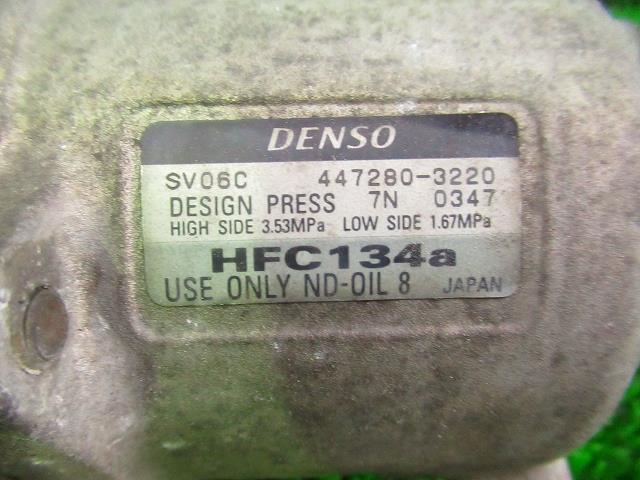 DENSO
SV06C 447280-3220
DESIGN PRESS 7N 0347
HIGH SIDE 3.53MPa LOW SIDE 1.67MPa
HFC134a
USE ONLY ND-OIL 8 JAPAN